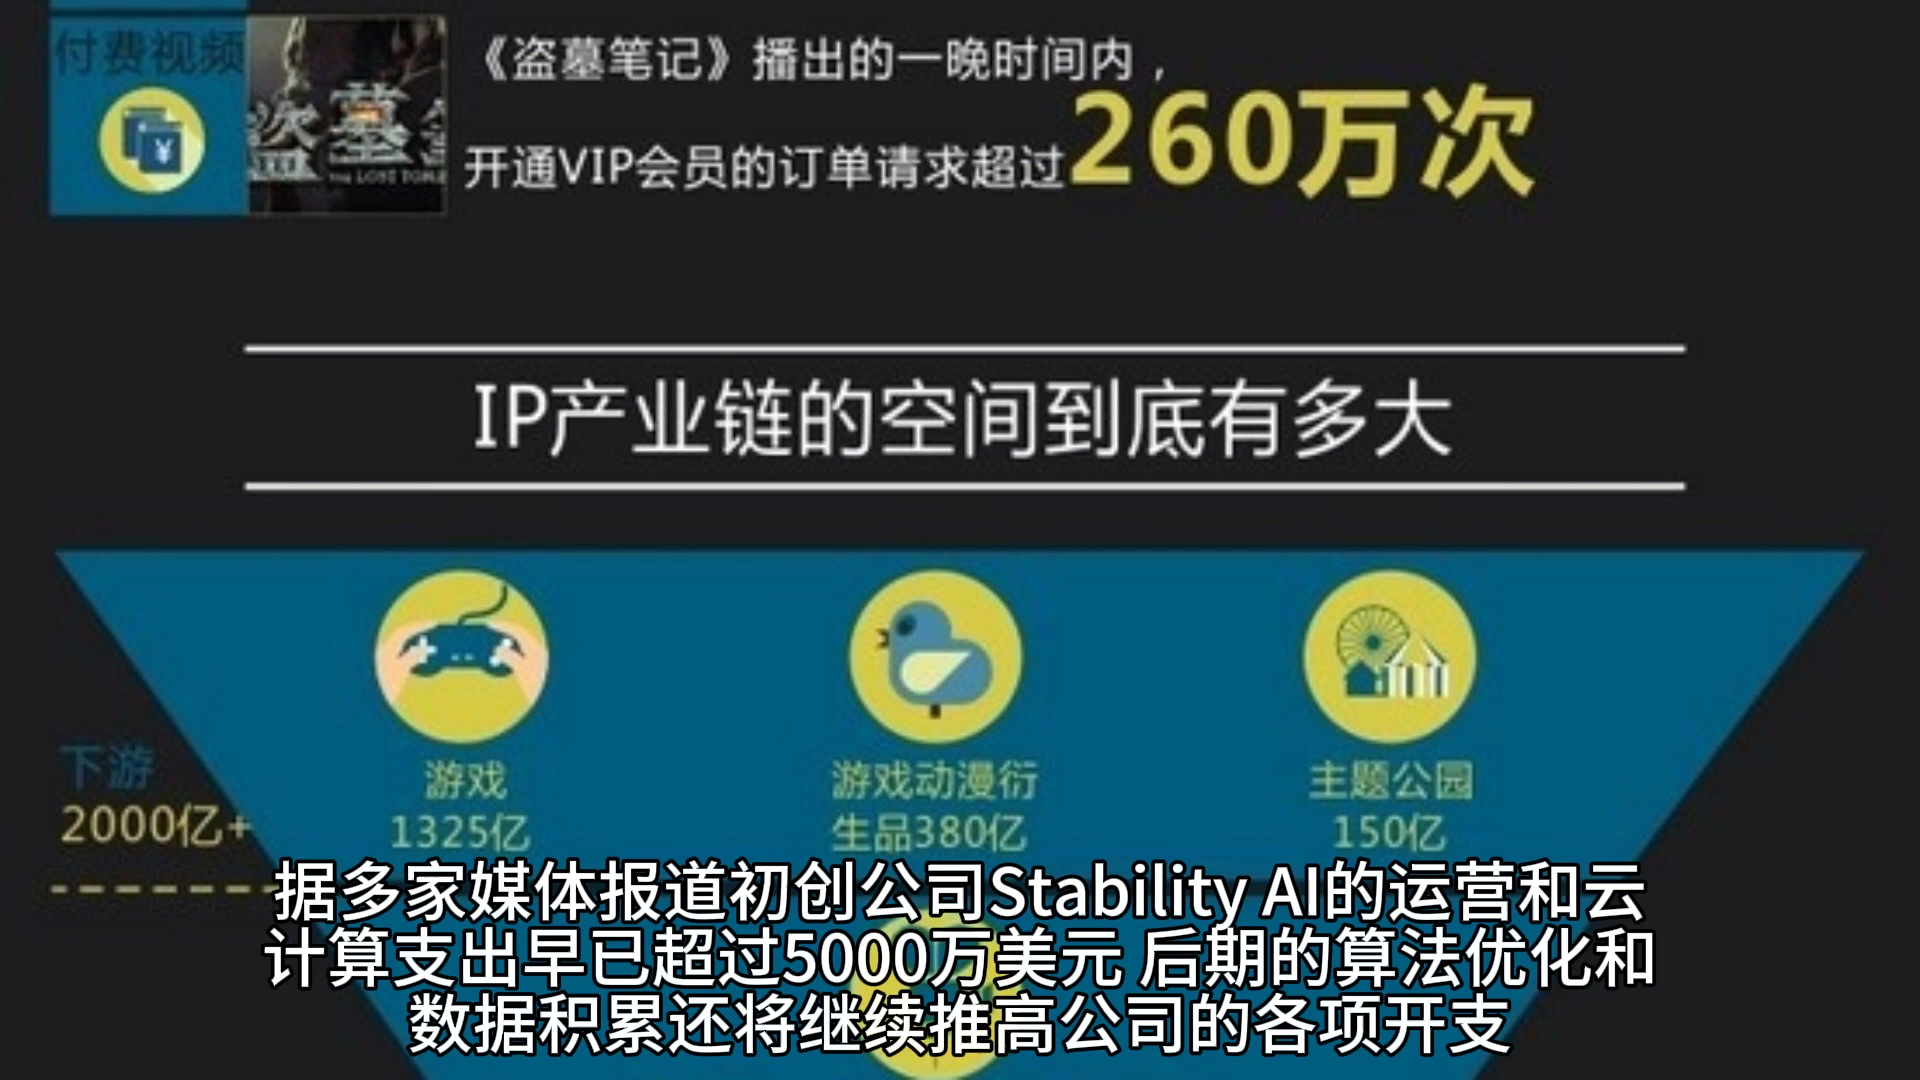 付费视频
《盗墓笔记》播出的一晚时间内，
开通VIP会员的订单请求超过260万次
IP产业链的空间到底有多大
下游
2000亿+
游戏
1325亿
游戏动漫衍
生品380亿
主题公园
150亿
据多家媒体报道初创公司Stability AI的运营和云
计算支出早已超过5000万美元 后期的算法优化和
数据积累还将继续推高公司的各项开支